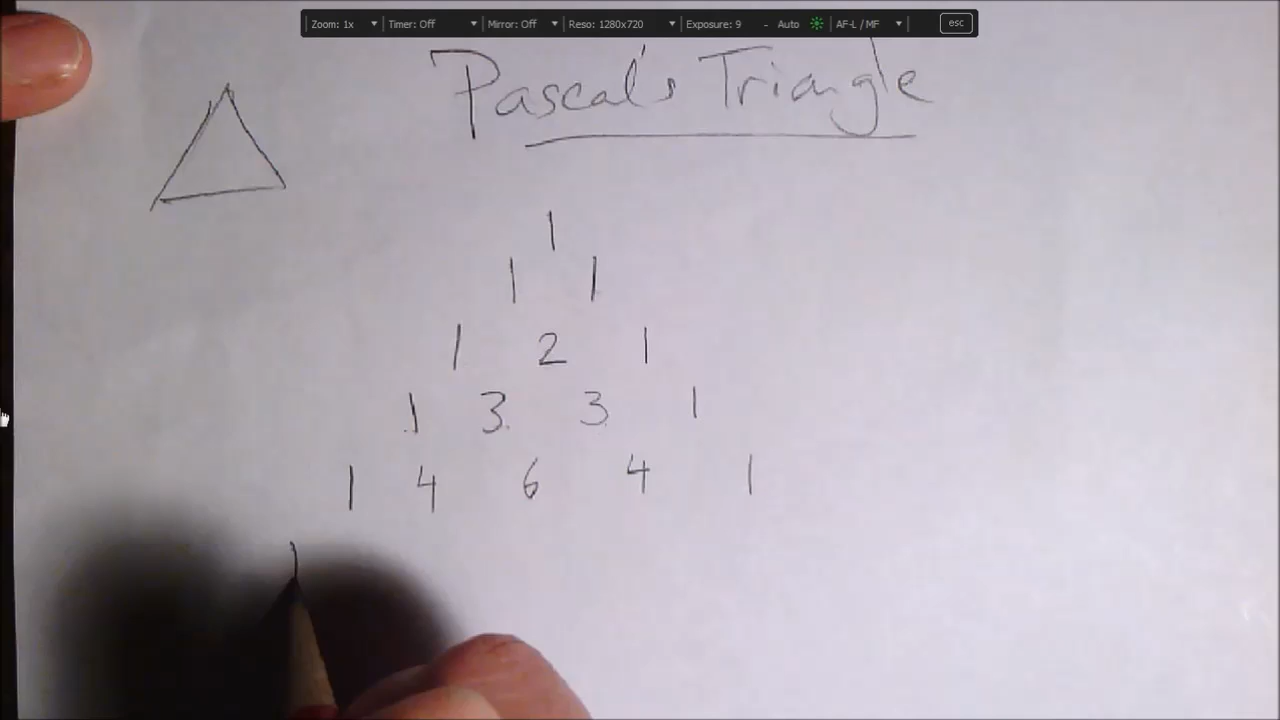 Zoom: 1x Timer: Off Mirror: Off Reso: 1280x720 Exposure: 9 - Auto AF-L / MF esc
Pascal's Triangle
1
1 1
1 2 1
1 3 3 1
1 4 6 4 1
1